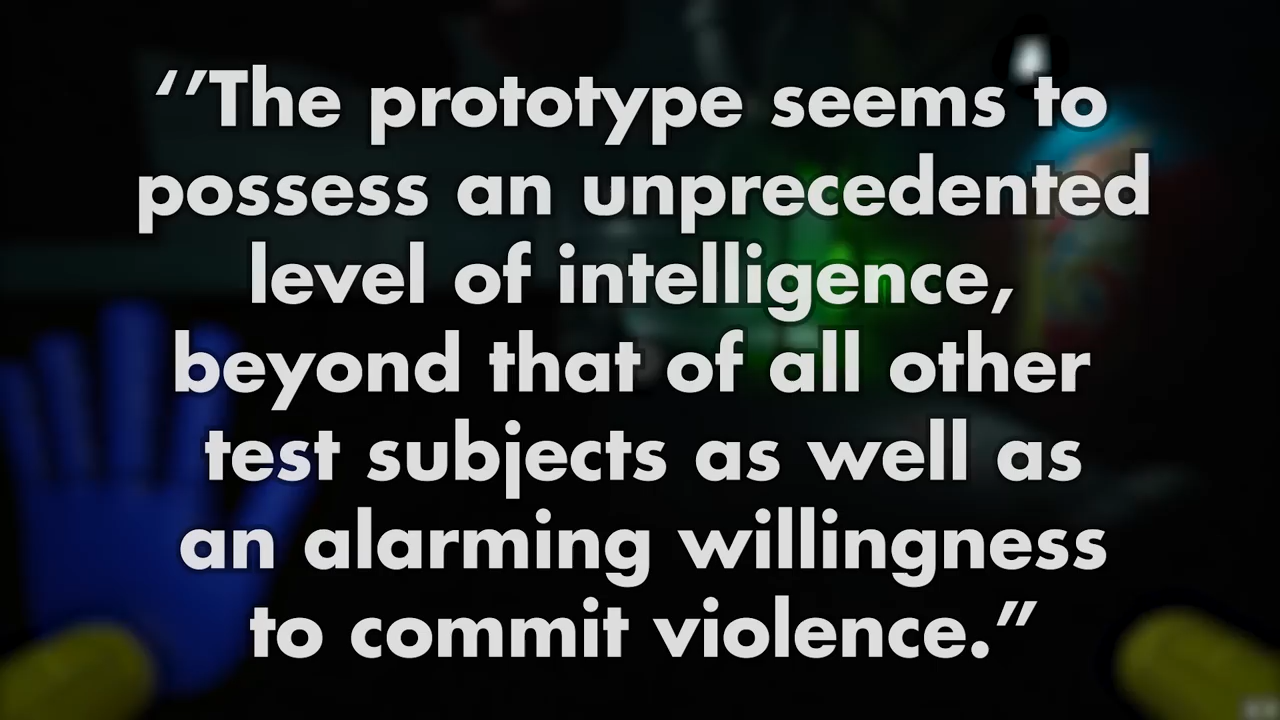 ‘‘The prototype seems to
possess an unprecedented
level of intelligence,
beyond that of all other
test subjects as well as
an alarming willingness
to commit violence.”